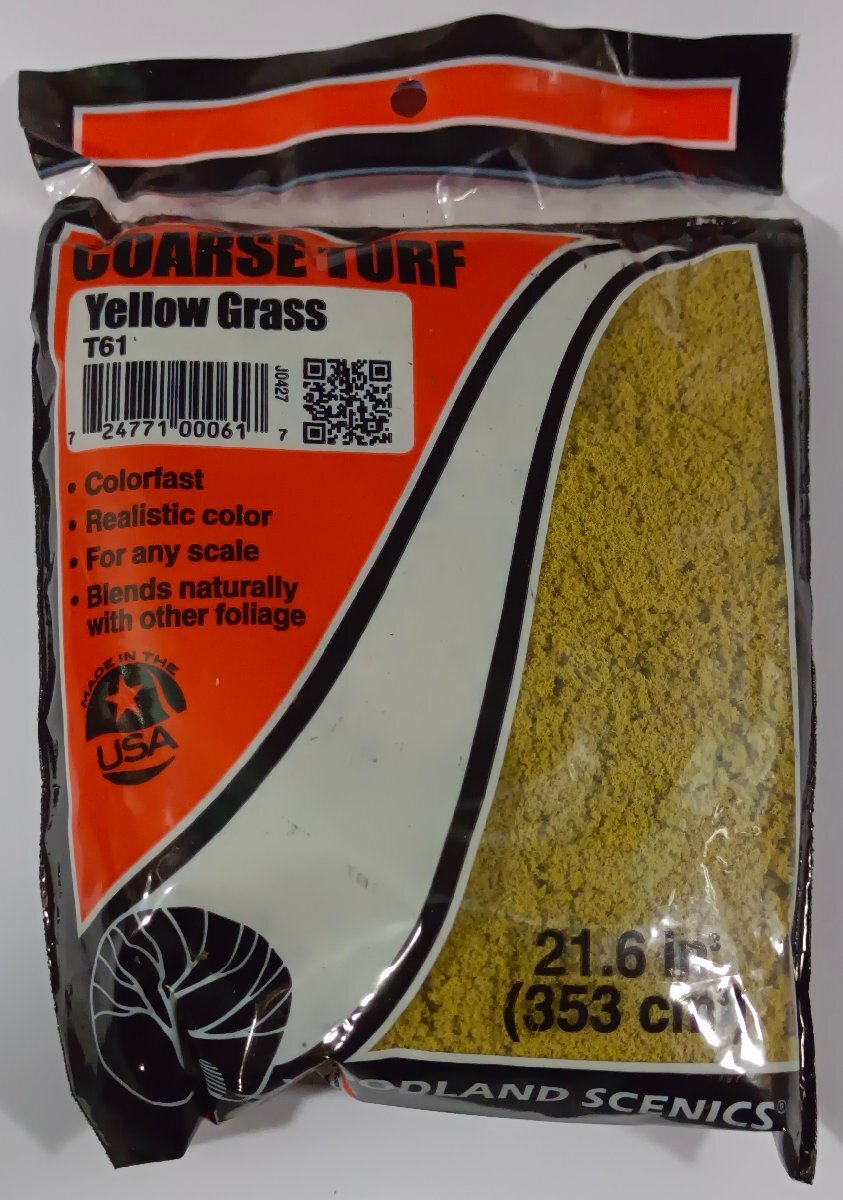 COARSE TURF
Yellow Grass
T61
J0427
7 24771 00061 7
• Colorfast
• Realistic color
• For any scale
• Blends naturally
with other foliage
MADE IN THE
USA
21.6 in³
(353 cm³)
WOODLAND SCENICS®